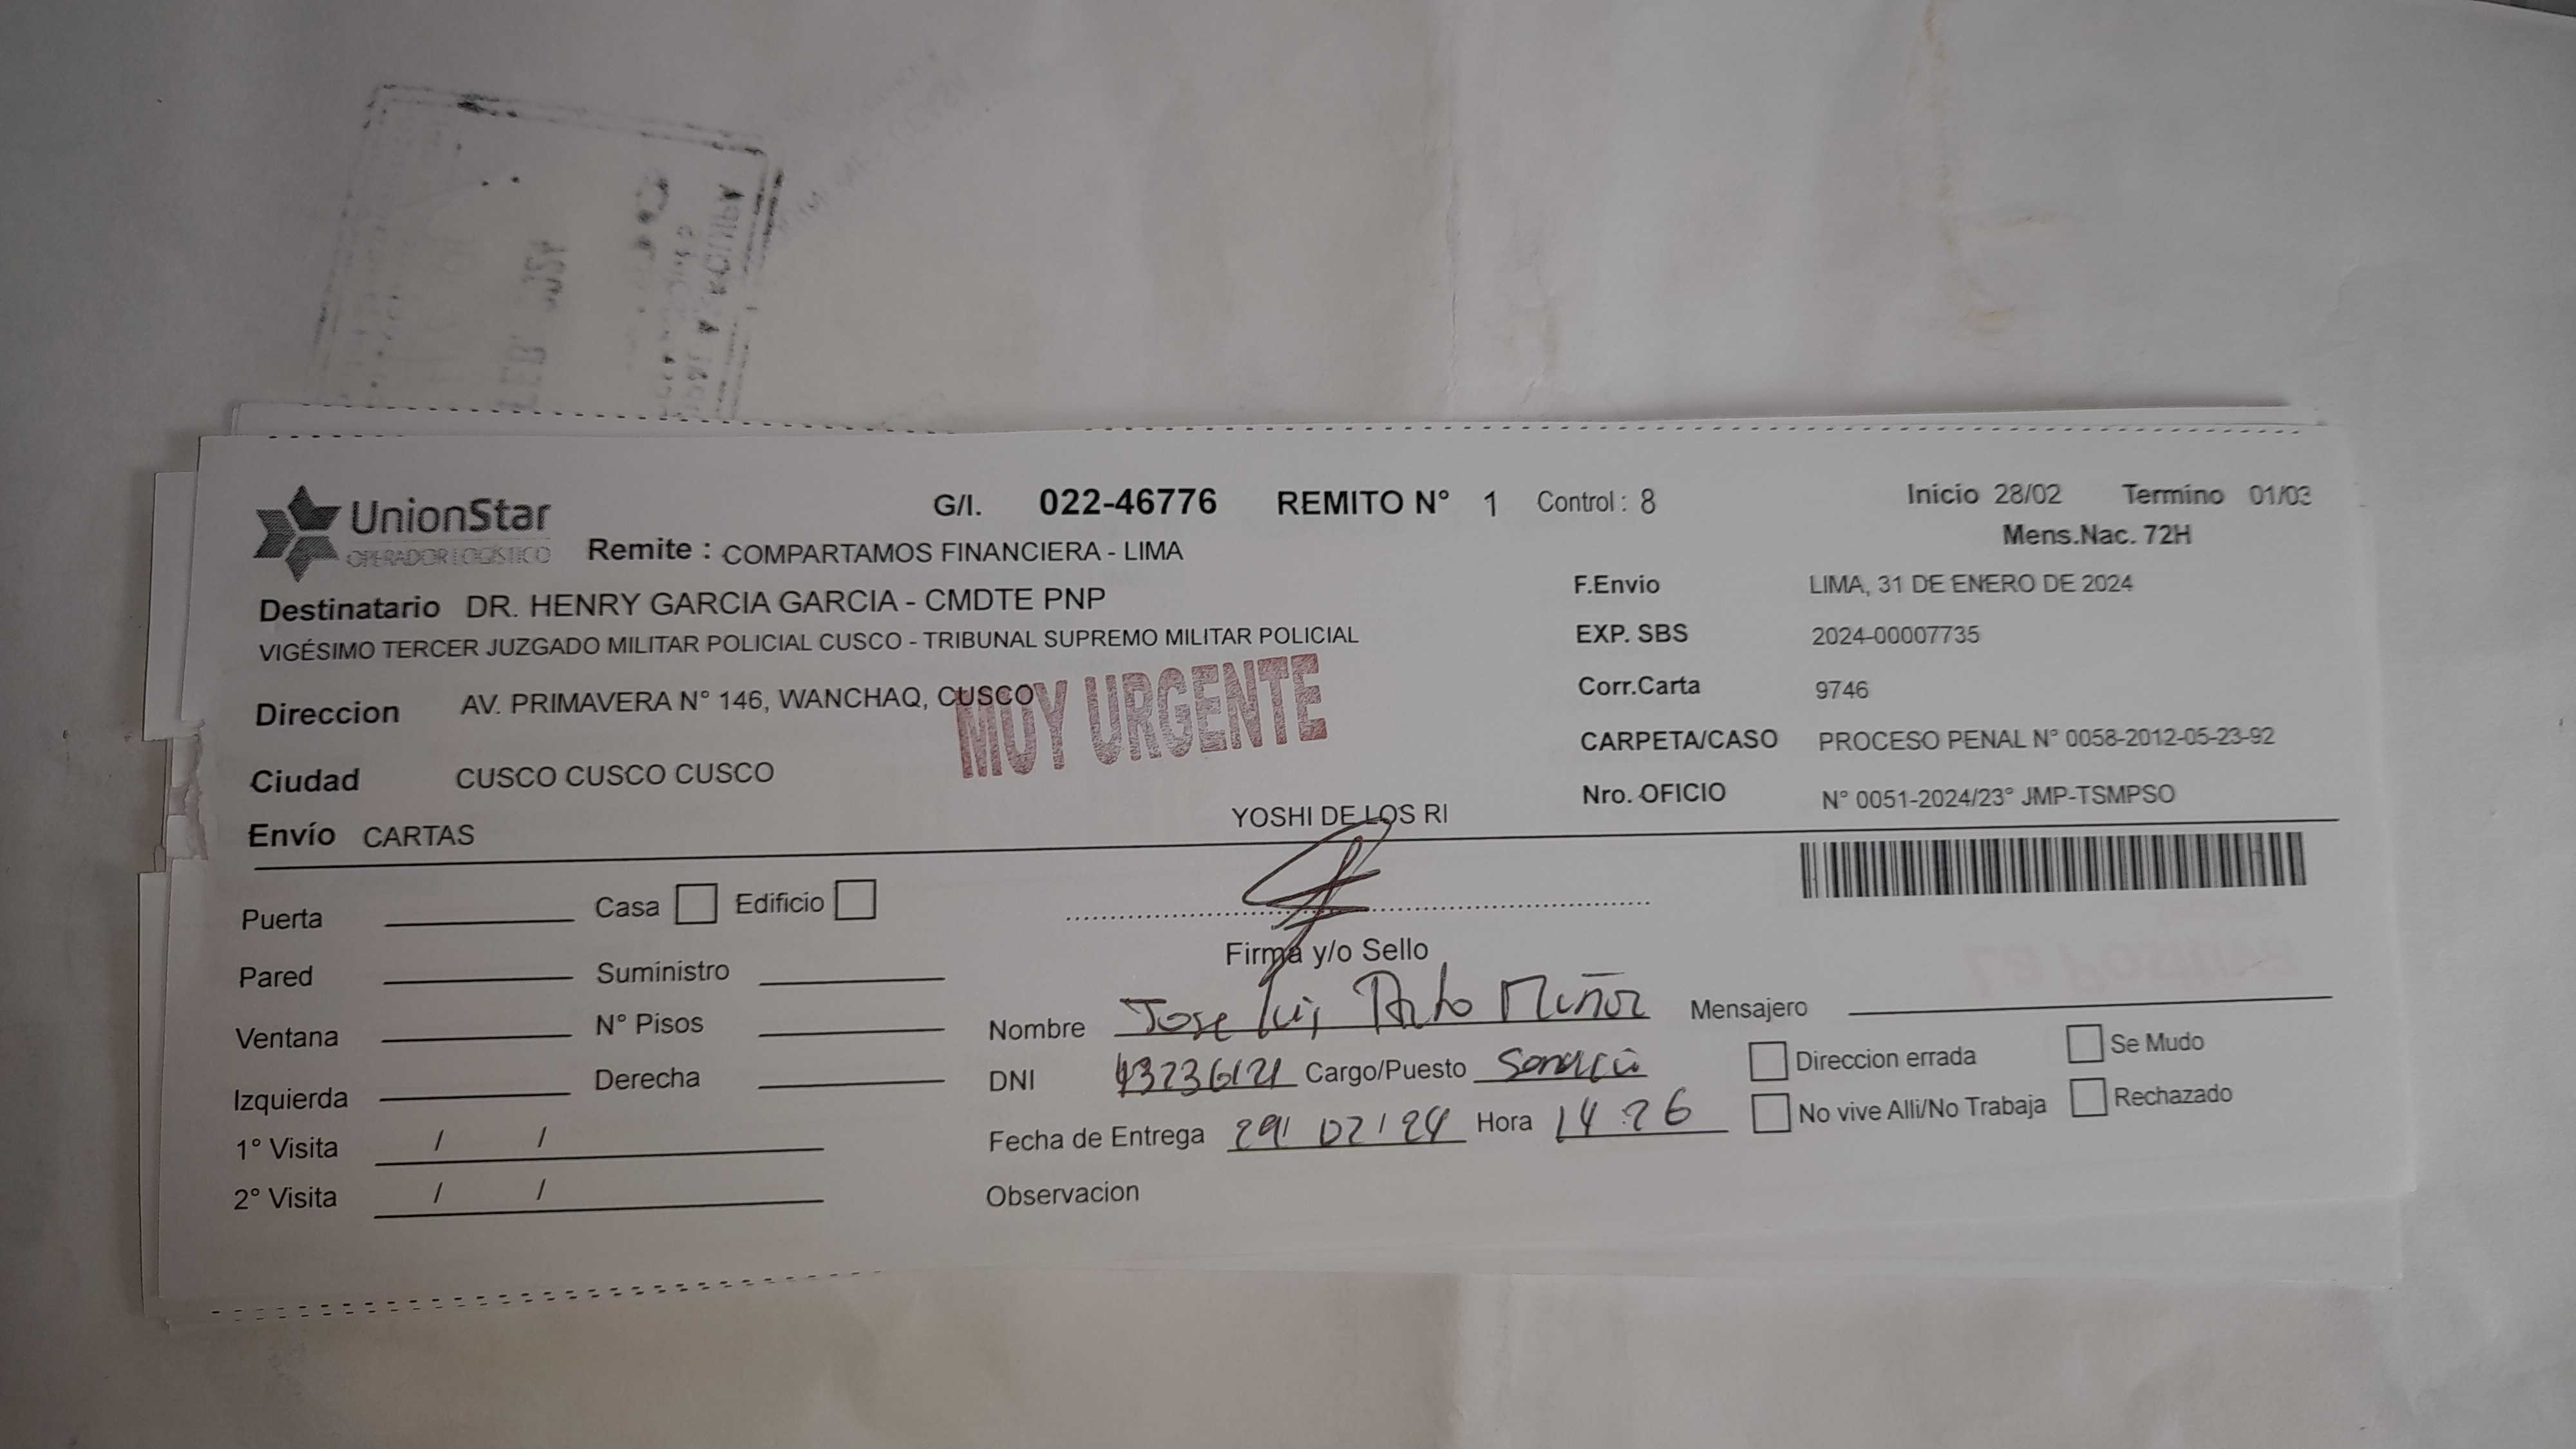 UnionStar
OPERADOR LOGISTICO
G/I. 022-46776 REMITO N° 1 Control : 8
Inicio 28/02 Termino 01/03
Mens.Nac. 72H
Remite : COMPARTAMOS FINANCIERA - LIMA
Destinatario DR. HENRY GARCIA GARCIA - CMDTE PNP
VIGÉSIMO TERCER JUZGADO MILITAR POLICIAL CUSCO - TRIBUNAL SUPREMO MILITAR POLICIAL
Direccion AV. PRIMAVERA N° 146, WANCHAQ, CUSCO
MUY URGENTE
Ciudad CUSCO CUSCO CUSCO
Envío CARTAS
YOSHI DE LOS RI
F.Envio LIMA, 31 DE ENERO DE 2024
EXP. SBS 2024-00007735
Corr.Carta 9746
CARPETA/CASO PROCESO PENAL N° 0058-2012-05-23-92
Nro. OFICIO N° 0051-2024/23° JMP-TSMPSO
Puerta Casa Edificio
Pared Suministro
Ventana N° Pisos
Izquierda Derecha
1° Visita / /
2° Visita / /
Firma y/o Sello
Nombre Jose Luis Muñoz
DNI Cargo/Puesto
Fecha de Entrega 29/ 02/ 24 Hora 14:26
Observacion
Mensajero
Direccion errada Se Mudo
No vive Alli/No Trabaja Rechazado